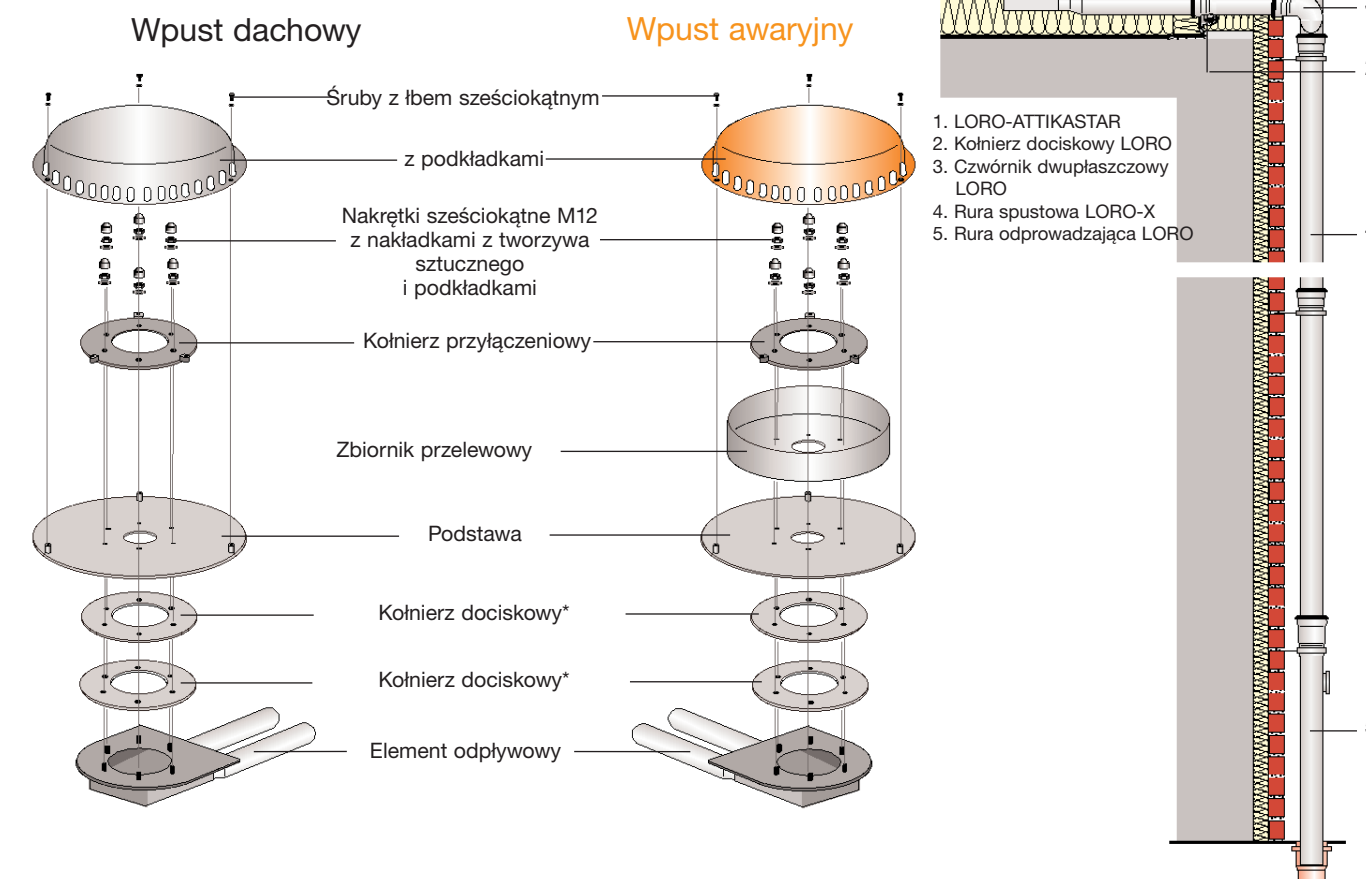 Wpust dachowy
Wpust awaryjny
Śruby z łbem sześciokątnym
z podkładkami
Nakrętki sześciokątne M12
z nakładkami z tworzywa
sztucznego
i podkładkami
Kołnierz przyłączeniowy
Zbiornik przelewowy
Podstawa
Kołnierz dociskowy*
Kołnierz dociskowy*
Element odpływowy
1. LORO-ATTIKASTAR
2. Kołnierz dociskowy LORO
3. Czwórnik dwupłaszczowy
LORO
4. Rura spustowa LORO-X
5. Rura odprowadzająca LORO